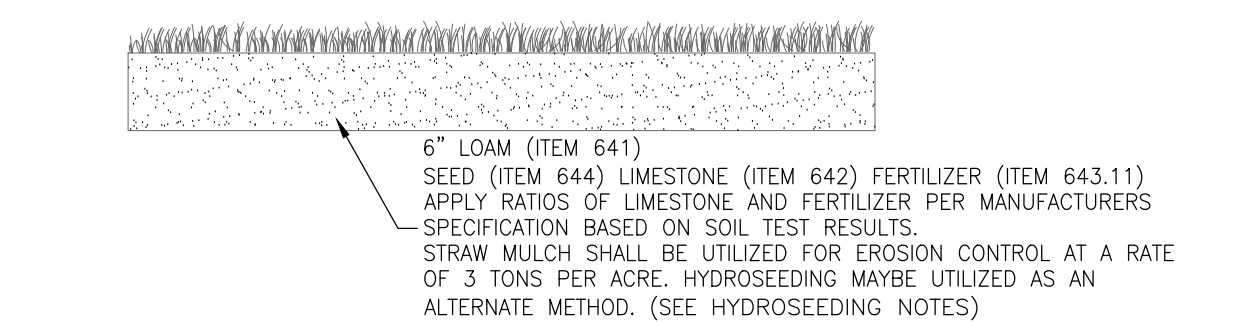 6” LOAM (ITEM 641)
SEED (ITEM 644) LIMESTONE (ITEM 642) FERTILIZER (ITEM 643.11)
APPLY RATIOS OF LIMESTONE AND FERTILIZER PER MANUFACTURERS
SPECIFICATION BASED ON SOIL TEST RESULTS.
STRAW MULCH SHALL BE UTILIZED FOR EROSION CONTROL AT A RATE
OF 3 TONS PER ACRE. HYDROSEEDING MAYBE UTILIZED AS AN
ALTERNATE METHOD. (SEE HYDROSEEDING NOTES)